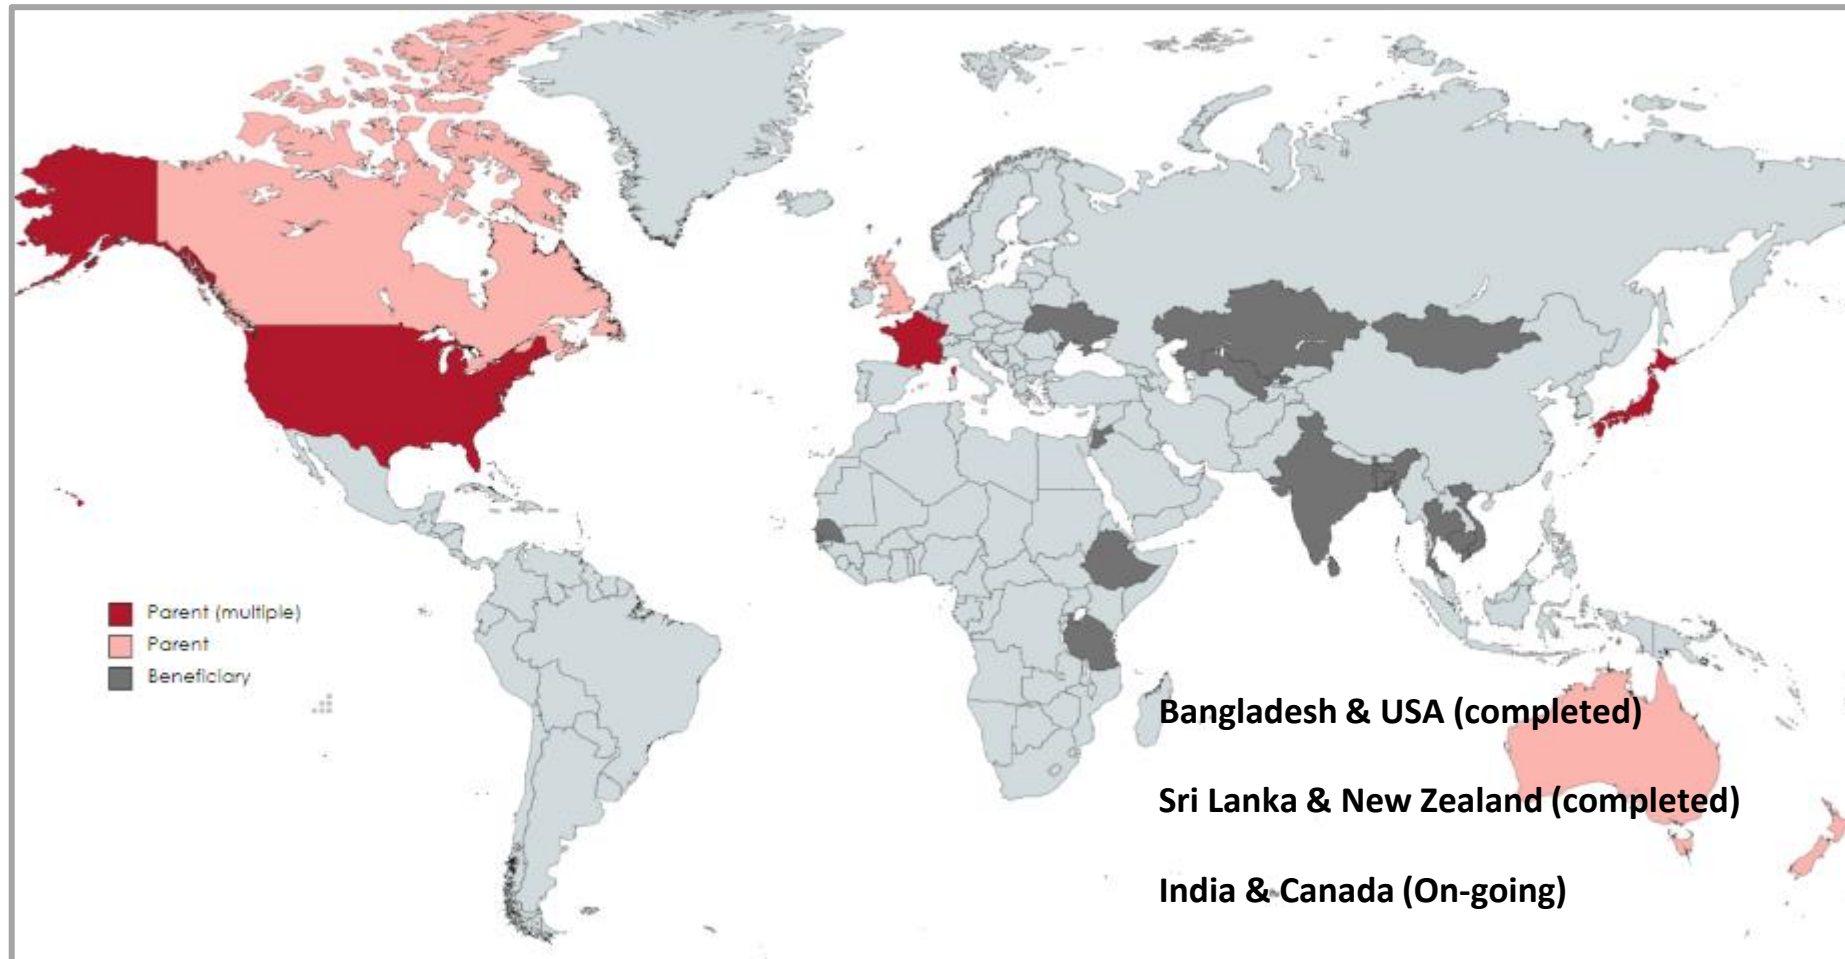 Parent (multiple)
Parent
Beneficiary
Bangladesh & USA (completed)
Sri Lanka & New Zealand (completed)
India & Canada (On-going)